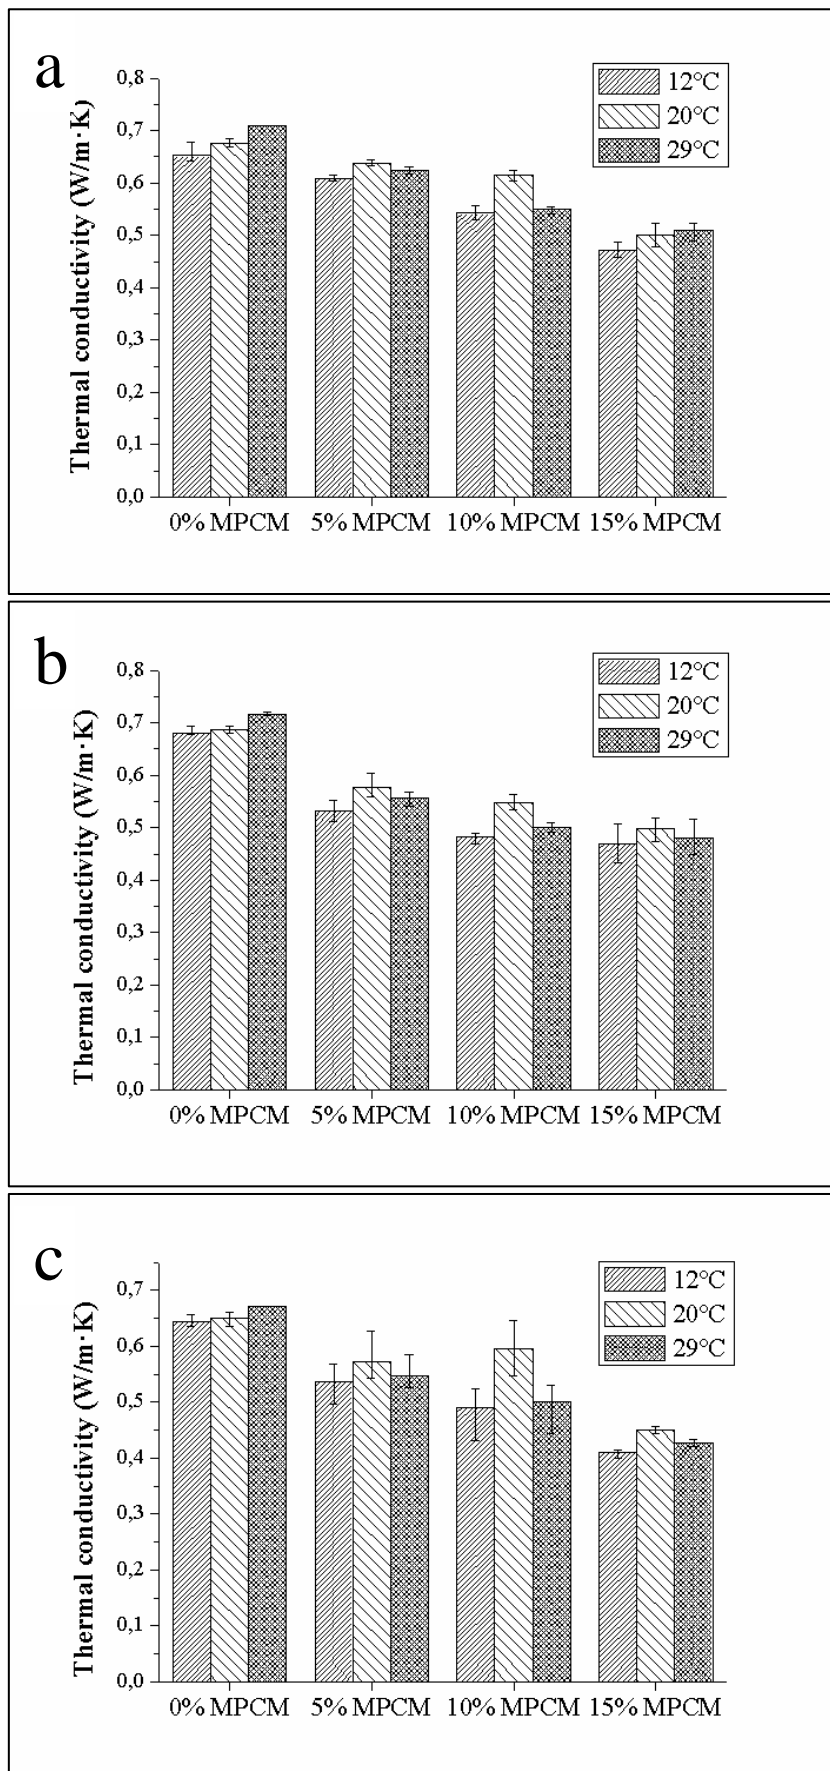 a
Thermal conductivity (W/m·K)
0,8
0,7
0,6
0,5
0,4
0,3
0,2
0,1
0,0
12°C
20°C
29°C
0% MPCM 5% MPCM 10% MPCM 15% MPCM
b
Thermal conductivity (W/m·K)
0,8
0,7
0,6
0,5
0,4
0,3
0,2
0,1
0,0
12°C
20°C
29°C
0% MPCM 5% MPCM 10% MPCM 15% MPCM
c
Thermal conductivity (W/m·K)
0,7
0,6
0,5
0,4
0,3
0,2
0,1
0,0
12°C
20°C
29°C
0% MPCM 5% MPCM 10% MPCM 15% MPCM